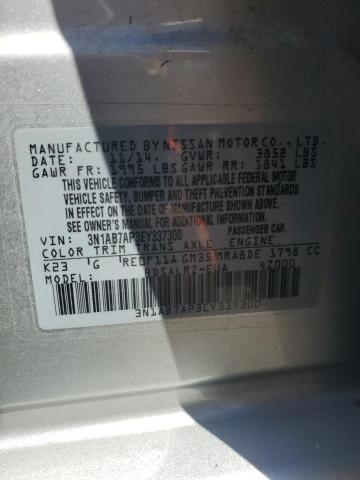 MANUFACTURED BY NISSAN MOTOR CO., LTD.
DATE: 11/14. GVWR: 3858 LBS
GAWR FR: 1995 LBS GAWR RR: 1841 LBS
THIS VEHICLE CONFORMS TO ALL APPLICABLE FEDERAL MOTOR
VEHICLE SAFETY, BUMPER AND THEFT PREVENTION STANDARDS
IN EFFECT ON THE DATE OF MANUFACTURE SHOWN ABOVE.
SEE OWNER'S MANUAL FOR ADDITIONAL INFORMATION
VIN: 3N1AB7AP3EY337300 PASSENGER CAR.
COLOR TRIM TRANS AXLE ENGINE
K23 G RE0F11A GM35 MRA8DE 1798 CC
MODEL: BDSALR7-EUA 4Z000
3N1AB7AP3EY337300